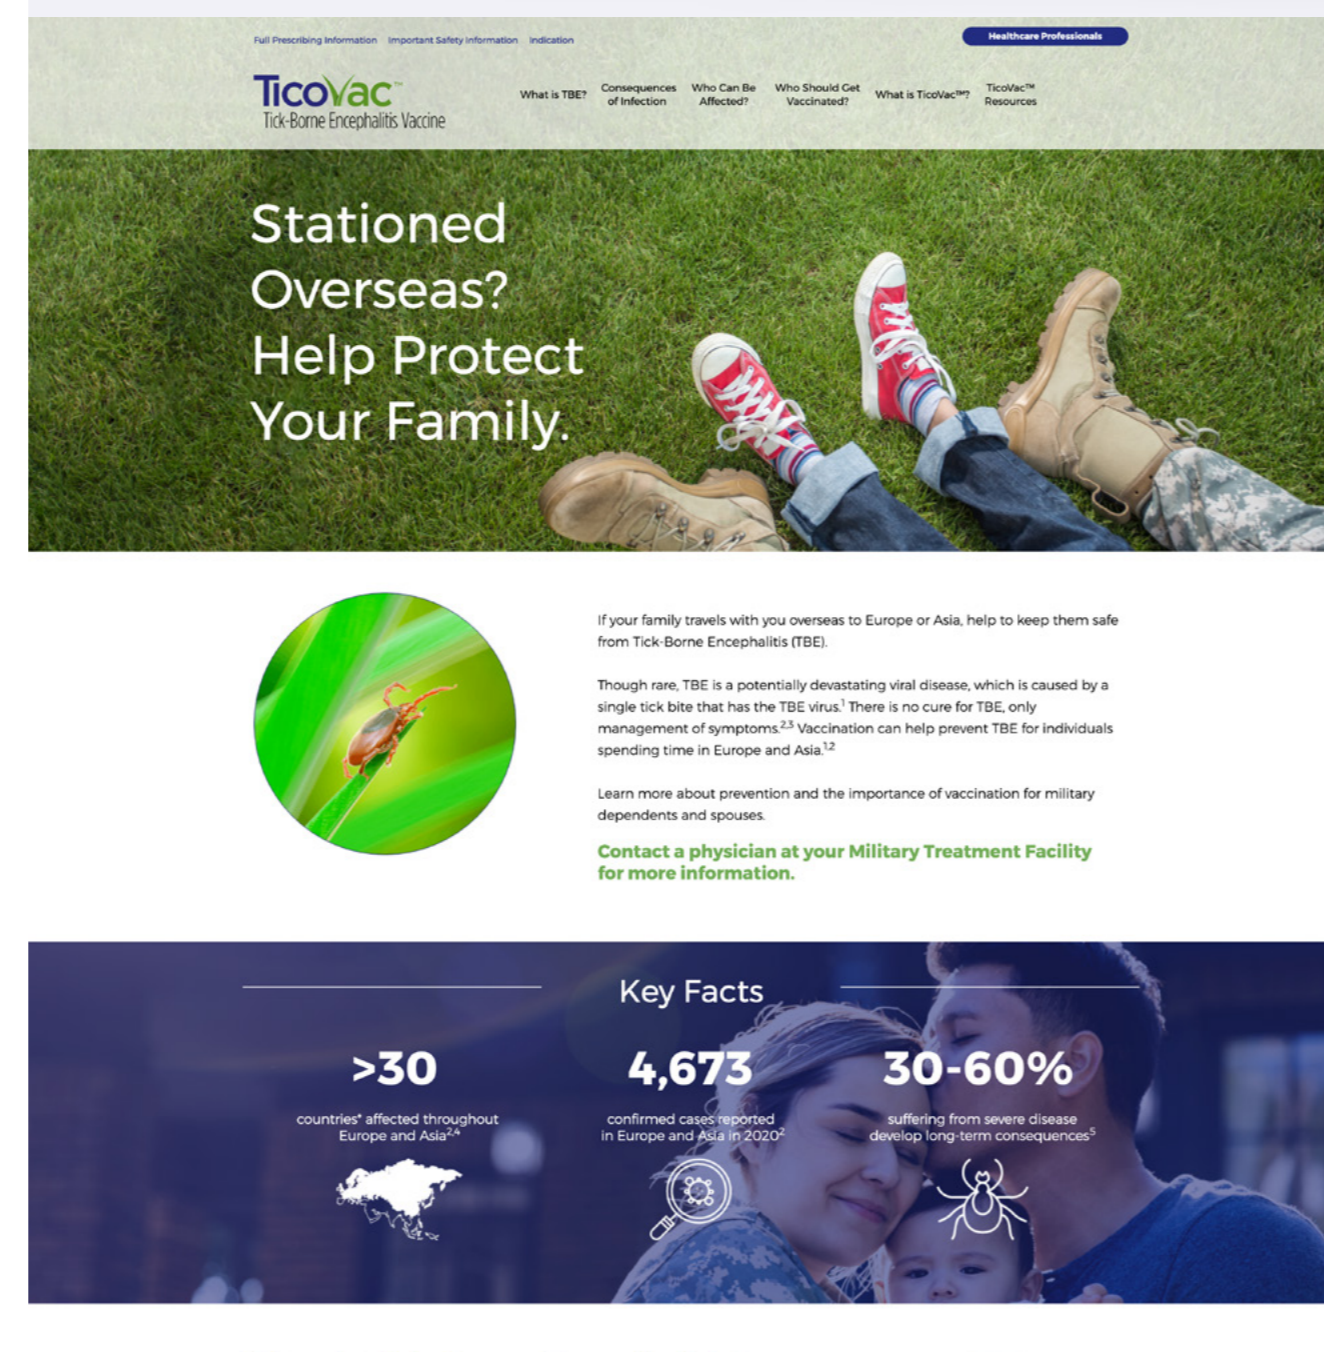 Full Prescribing Information Important Safety Information Indication
Healthcare Professionals
TicoVac™
Tick-Borne Encephalitis Vaccine
What is TBE?
Consequences
of Infection
Who Can Be
Affected?
Who Should Get
Vaccinated?
What is TicoVac™?
TicoVac™
Resources
Stationed
Overseas?
Help Protect
Your Family.
If your family travels with you overseas to Europe or Asia, help to keep them safe
from Tick-Borne Encephalitis (TBE).
Though rare, TBE is a potentially devastating viral disease, which is caused by a
single tick bite that has the TBE virus.¹ There is no cure for TBE, only
management of symptoms.²,³ Vaccination can help prevent TBE for individuals
spending time in Europe and Asia.¹,²
Learn more about prevention and the importance of vaccination for military
dependents and spouses.
Contact a physician at your Military Treatment Facility
for more information.
Key Facts
>30
countries* affected throughout
Europe and Asia²,⁴
4,673
confirmed cases reported
in Europe and Asia in 2020²
30-60%
suffering from severe disease
develop long-term consequences⁵